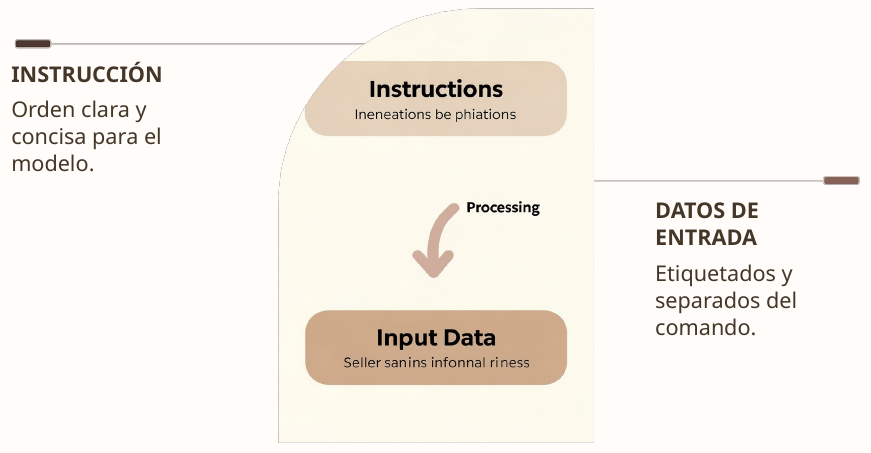 INSTRUCCIÓN
Orden clara y
concisa para el
modelo.
Instructions
Ineneations be phiations
Processing
Input Data
Seller sanins infonnal riness
DATOS DE
ENTRADA
Etiquetados y
separados del
comando.